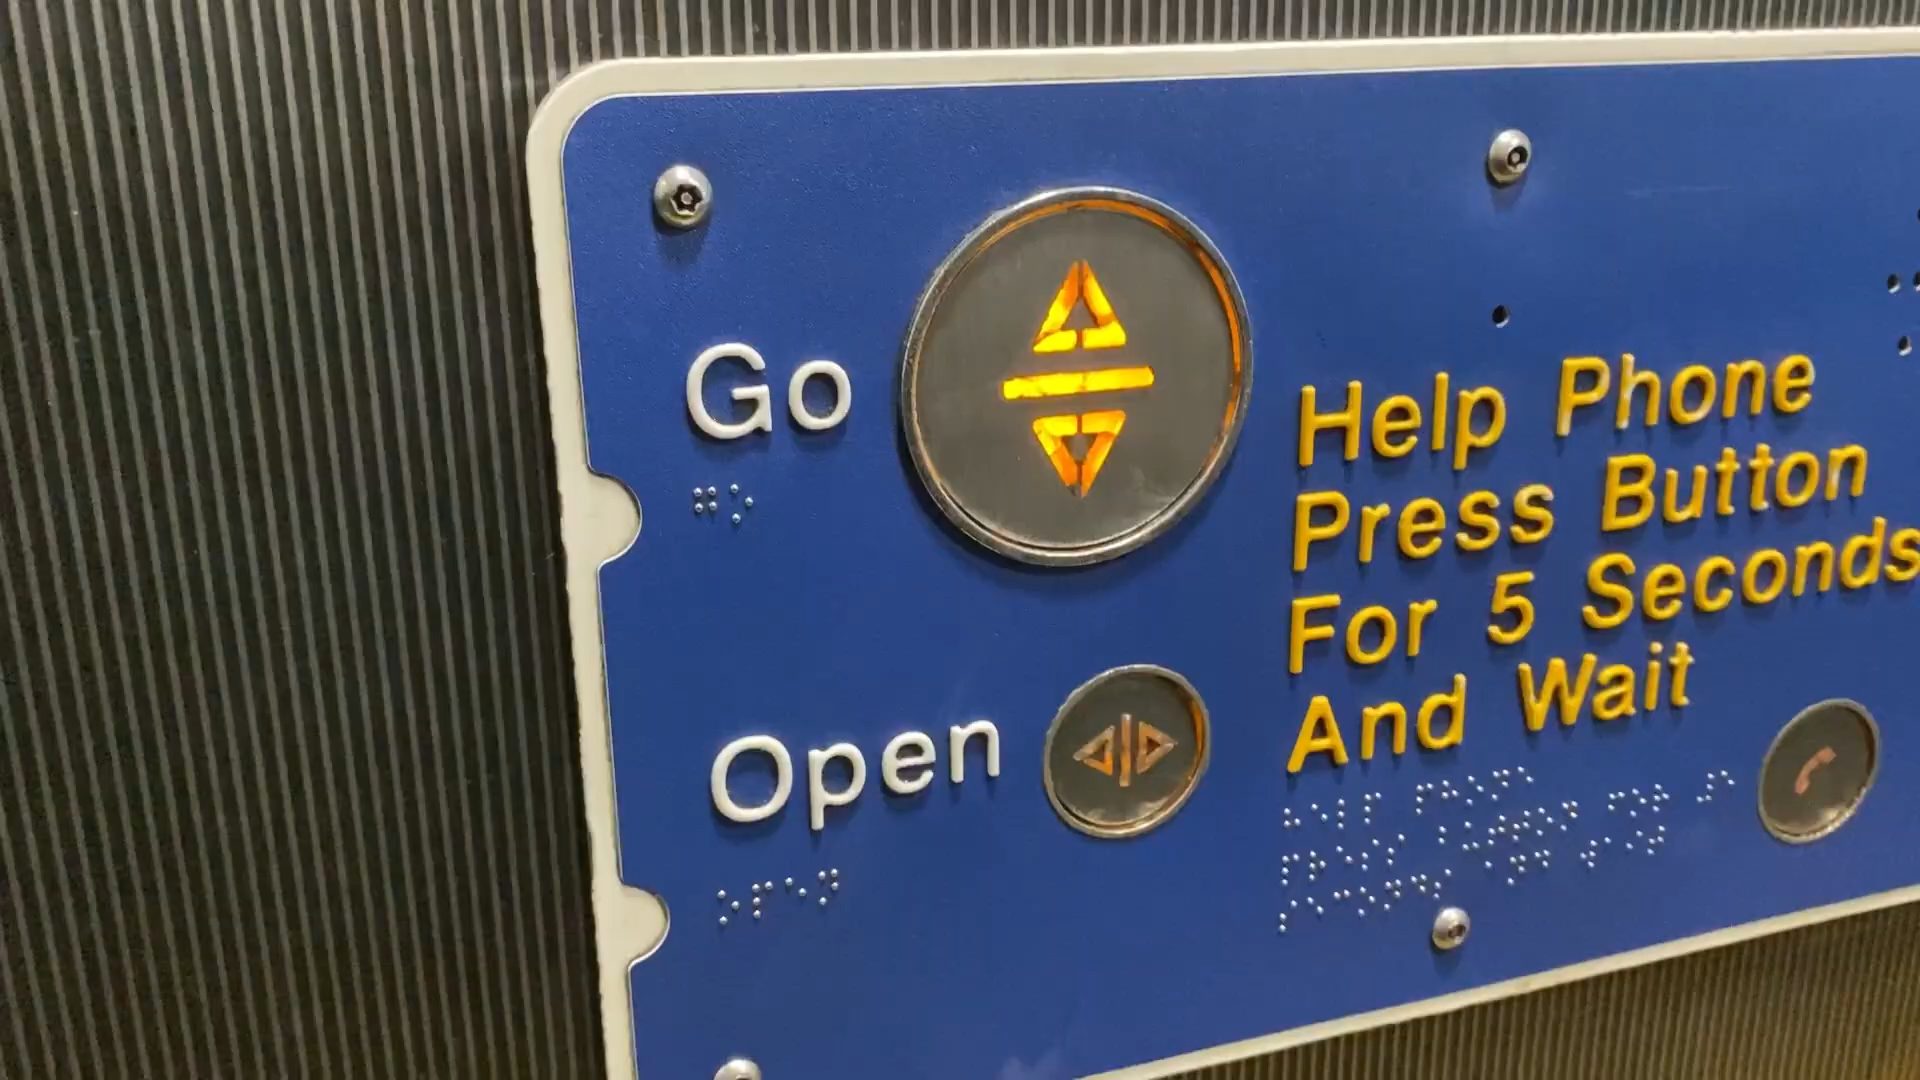 Go
Open
Help Phone
Press Button
For 5 Seconds
And Wait